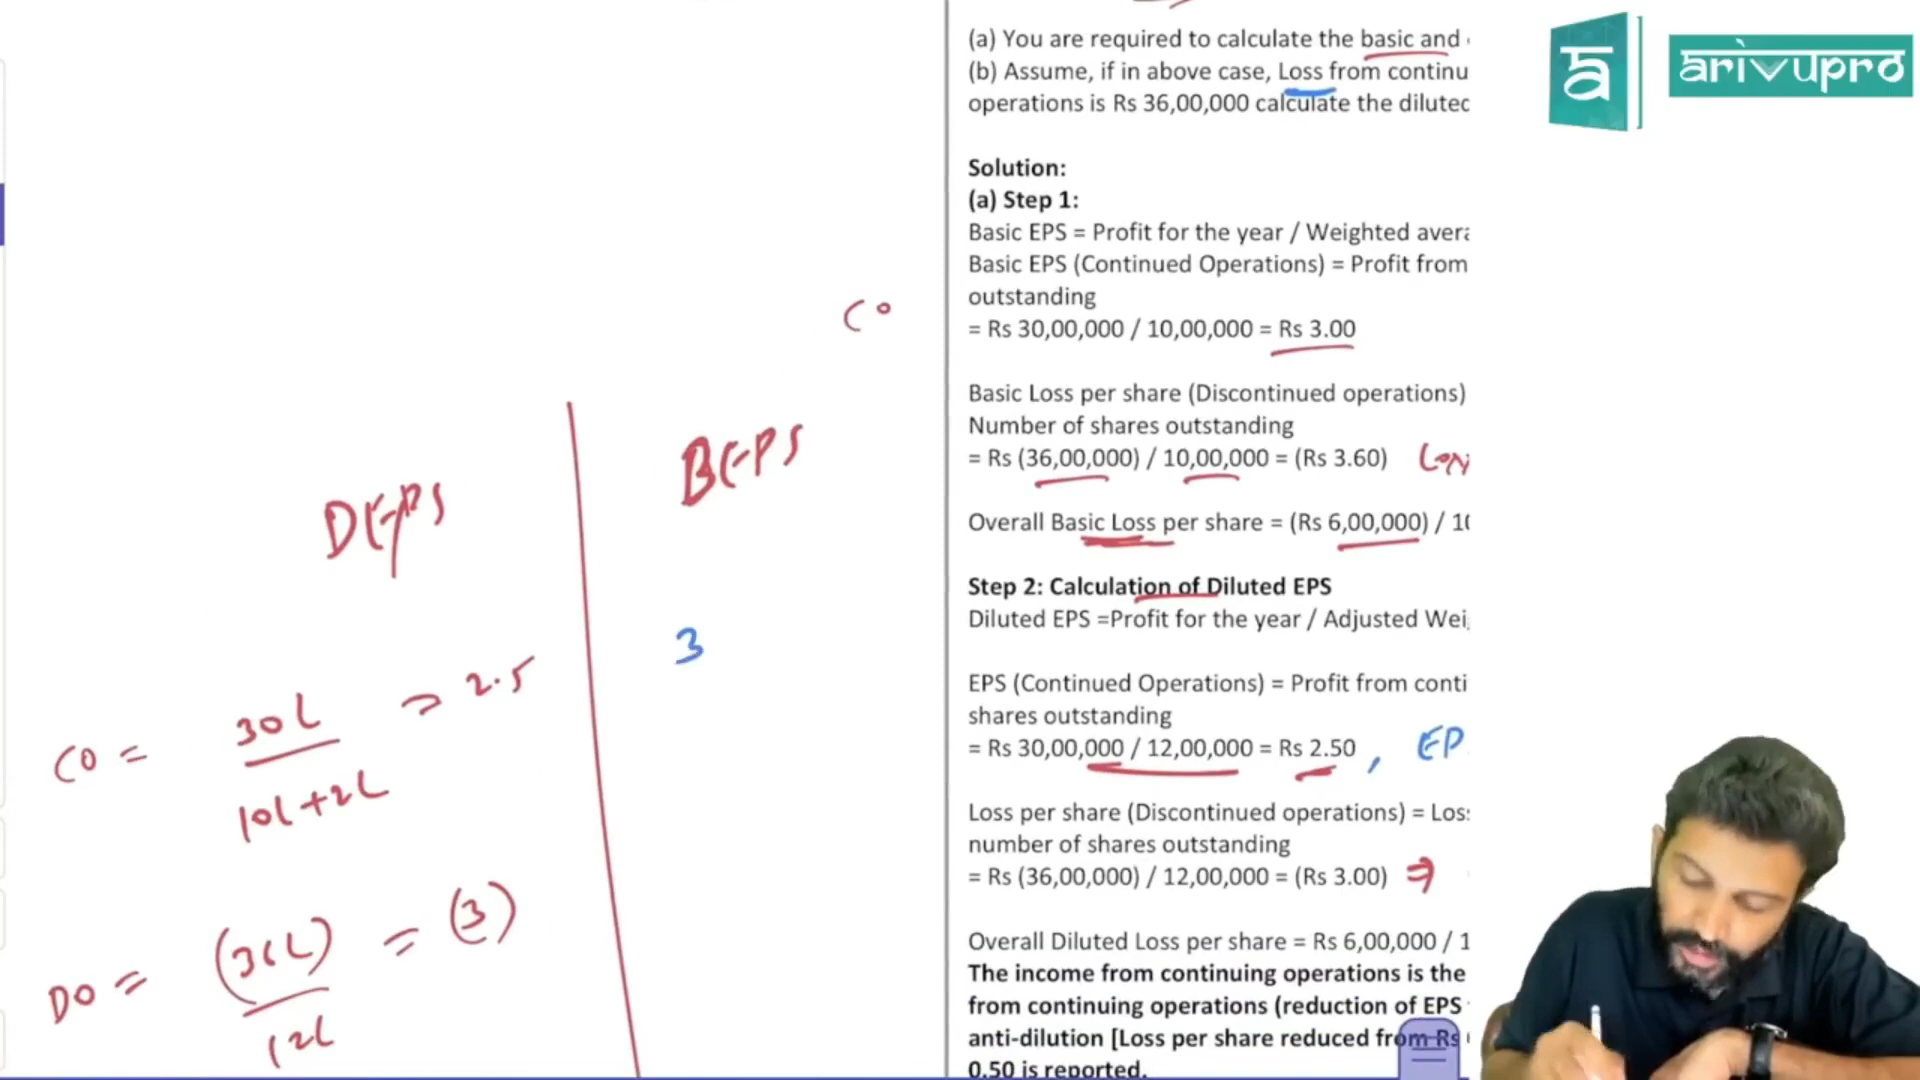 (a) You are required to calculate the basic and
(b) Assume, if in above case, Loss from continu
operations is Rs 36,00,000 calculate the diluted
Solution:
(a) Step 1:
Basic EPS = Profit for the year / Weighted avera
Basic EPS (Continued Operations) = Profit from
outstanding
= Rs 30,00,000 / 10,00,000 = Rs 3.00
Basic Loss per share (Discontinued operations)
Number of shares outstanding
= Rs (36,00,000) / 10,00,000 = (Rs 3.60)
Overall Basic Loss per share = (Rs 6,00,000) / 10
Step 2: Calculation of Diluted EPS
Diluted EPS =Profit for the year / Adjusted Wei
EPS (Continued Operations) = Profit from conti
shares outstanding
= Rs 30,00,000 / 12,00,000 = Rs 2.50 , EP
Loss per share (Discontinued operations) = Los
number of shares outstanding
= Rs (36,00,000) / 12,00,000 = (Rs 3.00) ⇒
Overall Diluted Loss per share = Rs 6,00,000 / 1
The income from continuing operations is the
from continuing operations (reduction of EPS
anti-dilution [Loss per share reduced from Rs
0.50 is reported.
CO
DEPS
BEPS
3
CO = 30L / 10L+2L ⇒ 2.5
DO = (36L) / 12L = (3)
ā
arivupro